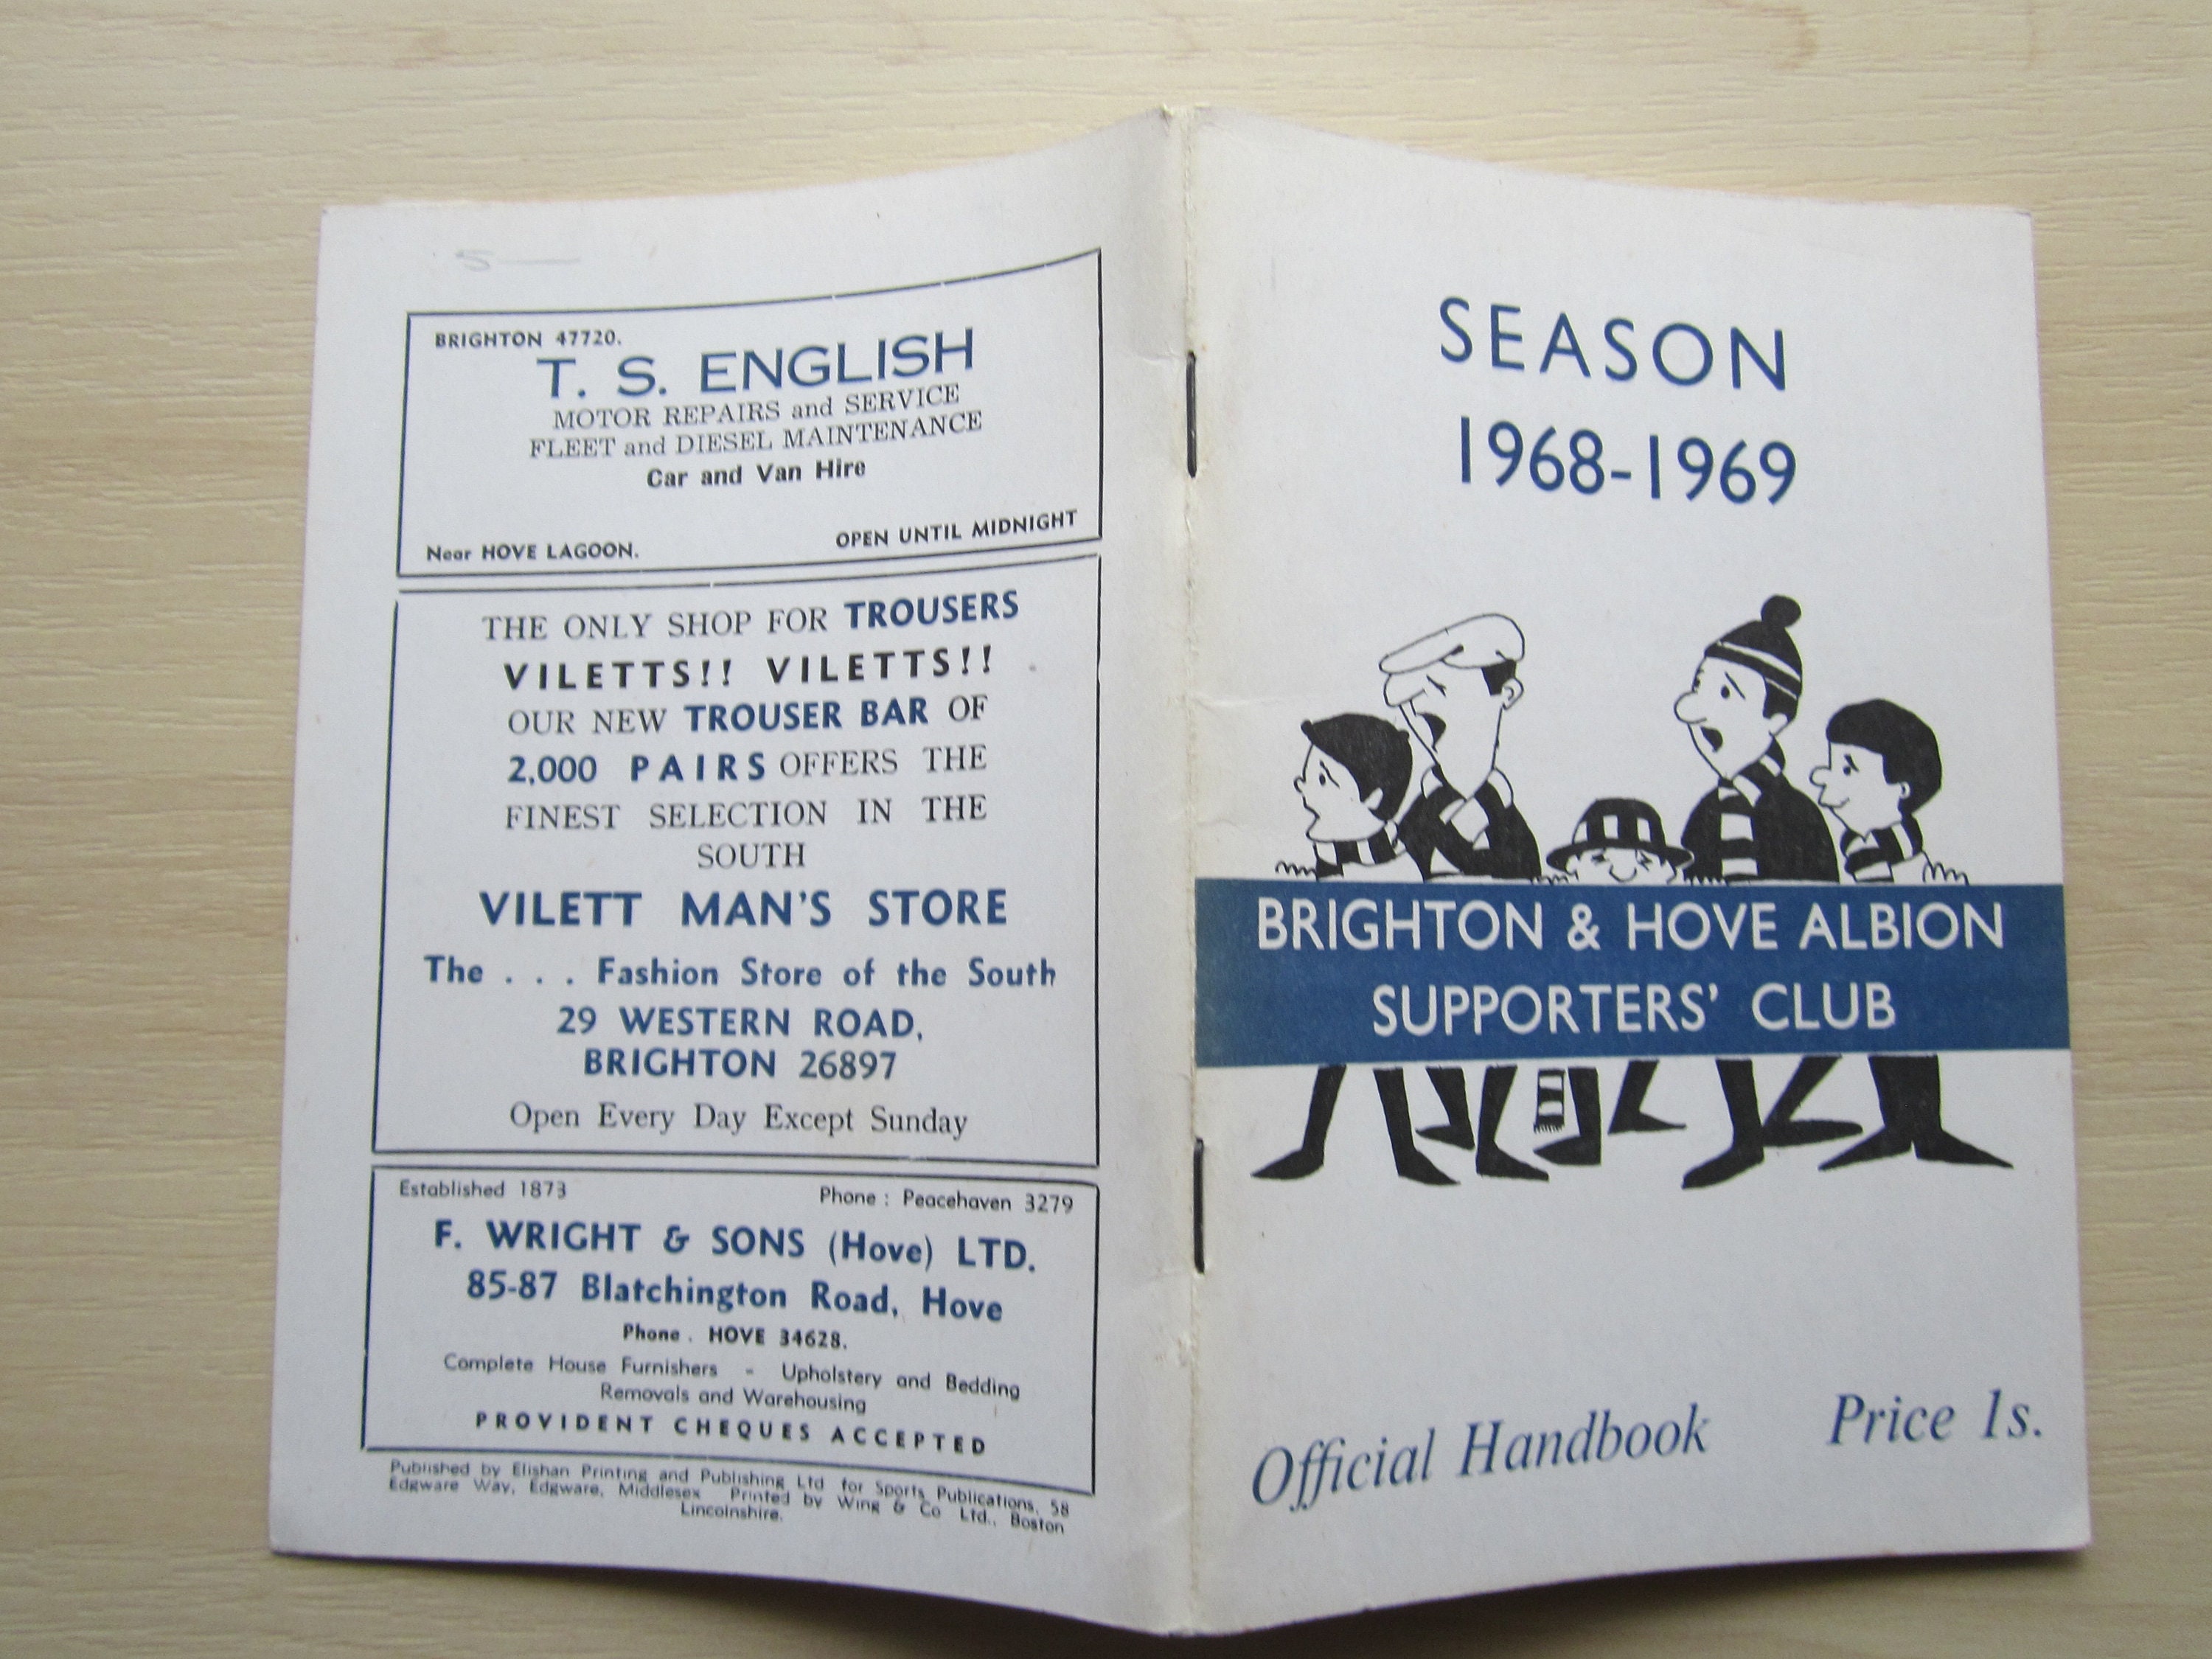 5 —
BRIGHTON 47720.
T. S. ENGLISH
MOTOR REPAIRS and SERVICE
FLEET and DIESEL MAINTENANCE
Car and Van Hire
Near HOVE LAGOON.
OPEN UNTIL MIDNIGHT
THE ONLY SHOP FOR TROUSERS
VILETTS!! VILETTS!!
OUR NEW TROUSER BAR OF
2,000 PAIRS OFFERS THE
FINEST SELECTION IN THE
SOUTH
VILETT MAN'S STORE
The . . . Fashion Store of the South
29 WESTERN ROAD,
BRIGHTON 26897
Open Every Day Except Sunday
Established 1873
Phone : Peacehaven 3279
F. WRIGHT & SONS (Hove) LTD.
85-87 Blatchington Road, Hove
Phone . HOVE 34628.
Complete House Furnishers - Upholstery and Bedding
Removals and Warehousing
PROVIDENT CHEQUES ACCEPTED
Published by Elishan Printing and Publishing Ltd for Sports Publications, 58
Edgware Way, Edgware, Middlesex Printed by Wing & Co Ltd., Boston
Lincolnshire.
SEASON
1968-1969
BRIGHTON & HOVE ALBION
SUPPORTERS' CLUB
Official Handbook Price 1s.